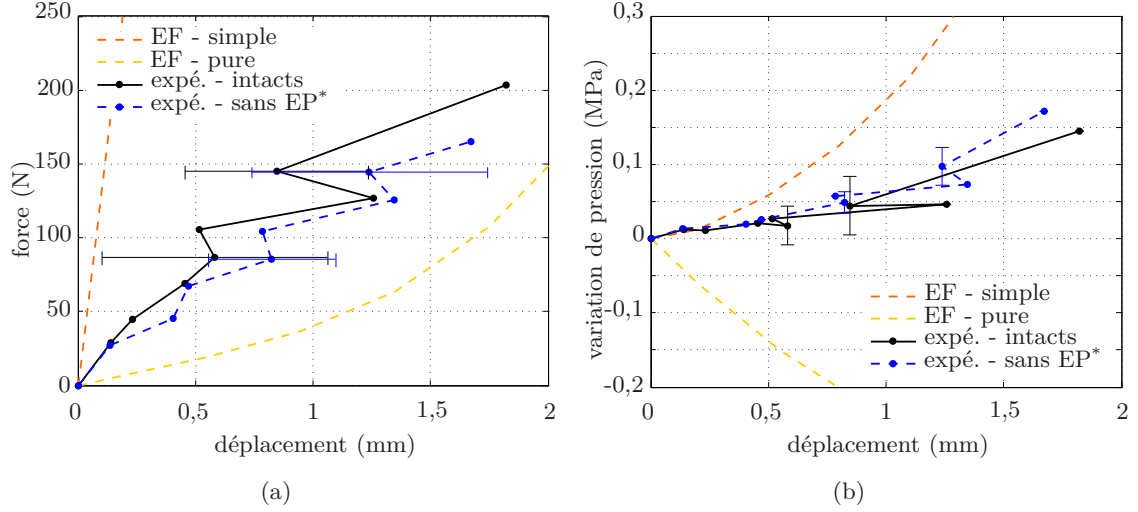 250
200
150
100
50
0
force (N)
EF - simple
EF - pure
expé. - intacts
expé. - sans EP*
0 0,5 1 1,5 2
déplacement (mm)
(a)
0,3
0,2
0,1
0
-0,1
-0,2
variation de pression (MPa)
EF - simple
EF - pure
expé. - intacts
expé. - sans EP*
0 0,5 1 1,5 2
déplacement (mm)
(b)